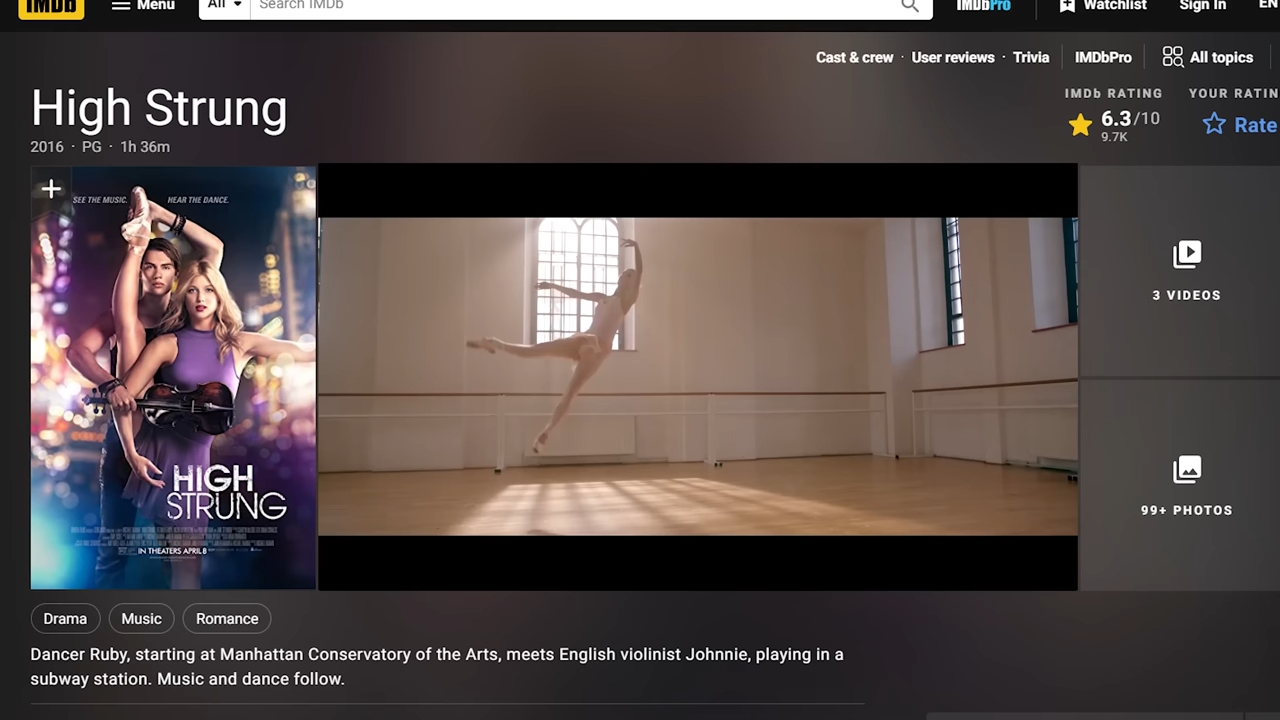 IMDb
Menu
All
Search IMDb
IMDbPro
Watchlist
Sign In
EN
Cast & crew · User reviews · Trivia
IMDbPro
All topics
High Strung
2016 · PG · 1h 36m
IMDb RATING
6.3/10
9.7K
YOUR RATIN
Rate
SEE THE MUSIC. HEAR THE DANCE.
HIGH
STRUNG
IN THEATERS APRIL 8
3 VIDEOS
99+ PHOTOS
Drama
Music
Romance
Dancer Ruby, starting at Manhattan Conservatory of the Arts, meets English violinist Johnnie, playing in a
subway station. Music and dance follow.